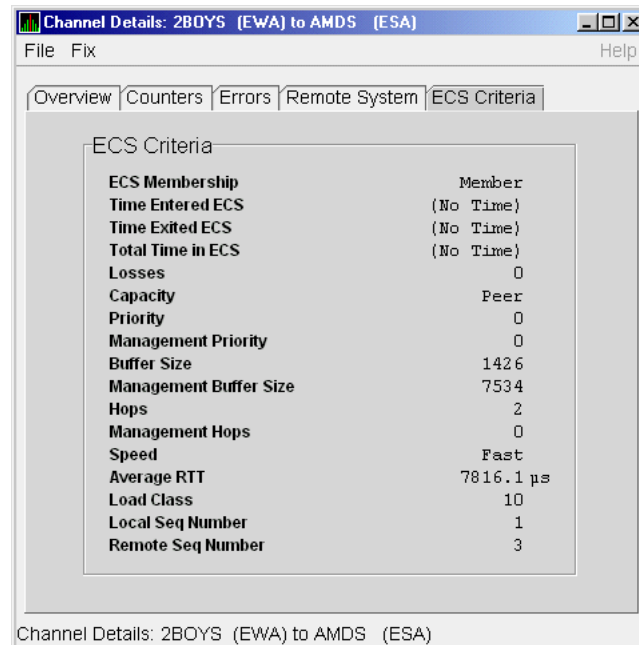 Channel Details: 2BOYS (EWA) to AMDS (ESA)
File Fix Help
Overview Counters Errors Remote System ECS Criteria
ECS Criteria
ECS Membership Member
Time Entered ECS (No Time)
Time Exited ECS (No Time)
Total Time in ECS (No Time)
Losses 0
Capacity Peer
Priority 0
Management Priority 0
Buffer Size 1426
Management Buffer Size 7534
Hops 2
Management Hops 0
Speed Fast
Average RTT 7816.1 µs
Load Class 10
Local Seq Number 1
Remote Seq Number 3
Channel Details: 2BOYS (EWA) to AMDS (ESA)